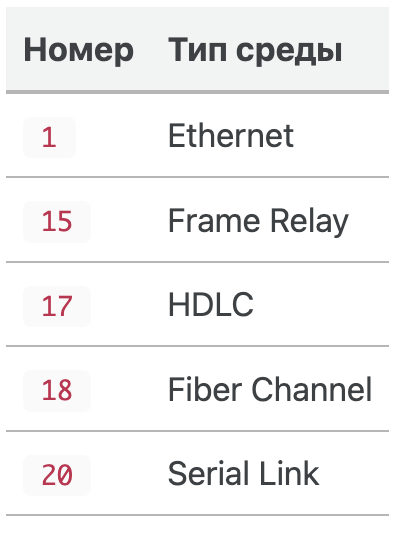 Номер Тип среды
1 Ethernet
15 Frame Relay
17 HDLC
18 Fiber Channel
20 Serial Link